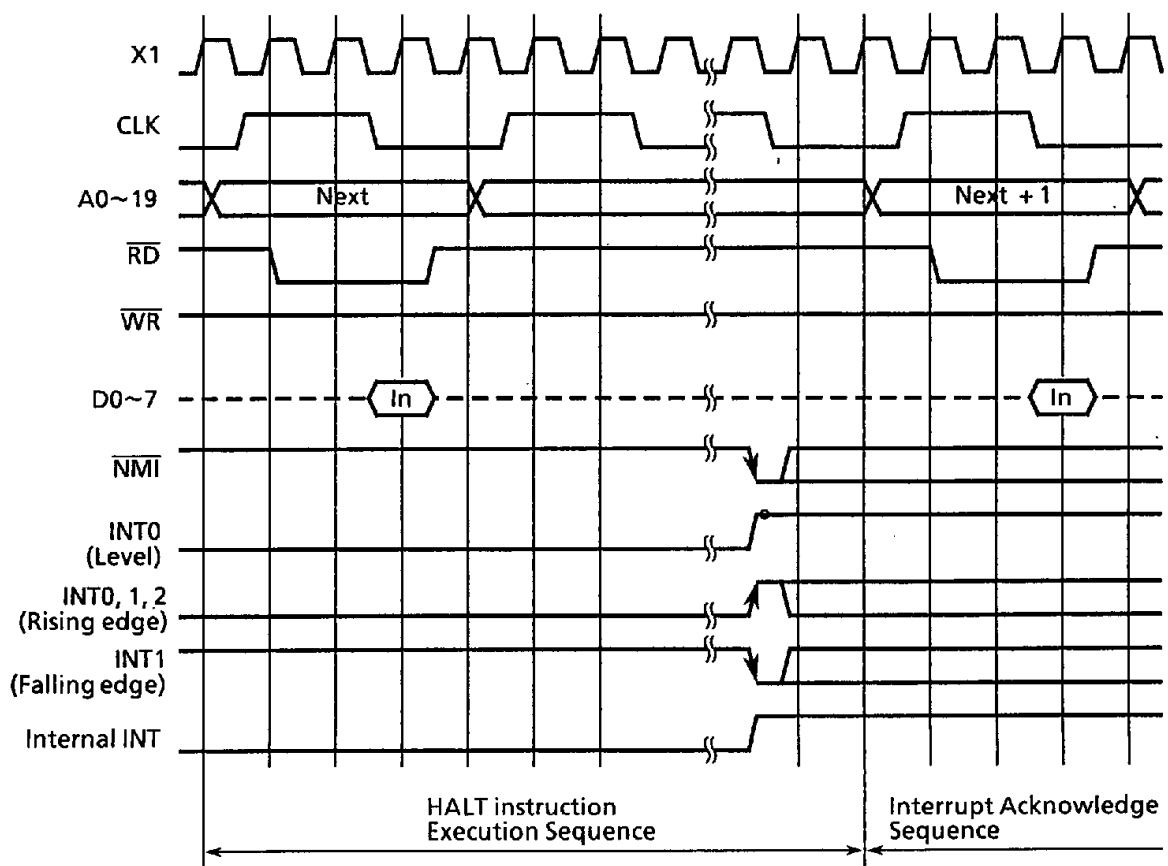 X1
CLK
A0~19
Next
Next + 1
RD
WR
D0~7
In
In
NMI
INT0
(Level)
INT0, 1, 2
(Rising edge)
INT1
(Falling edge)
Internal INT
HALT instruction
Execution Sequence
Interrupt Acknowledge
Sequence